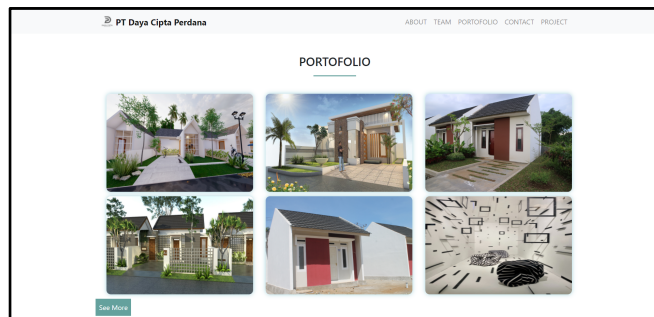 PT Daya Cipta Perdana
ABOUT TEAM PORTOFOLIO CONTACT PROJECT
PORTOFOLIO
See More